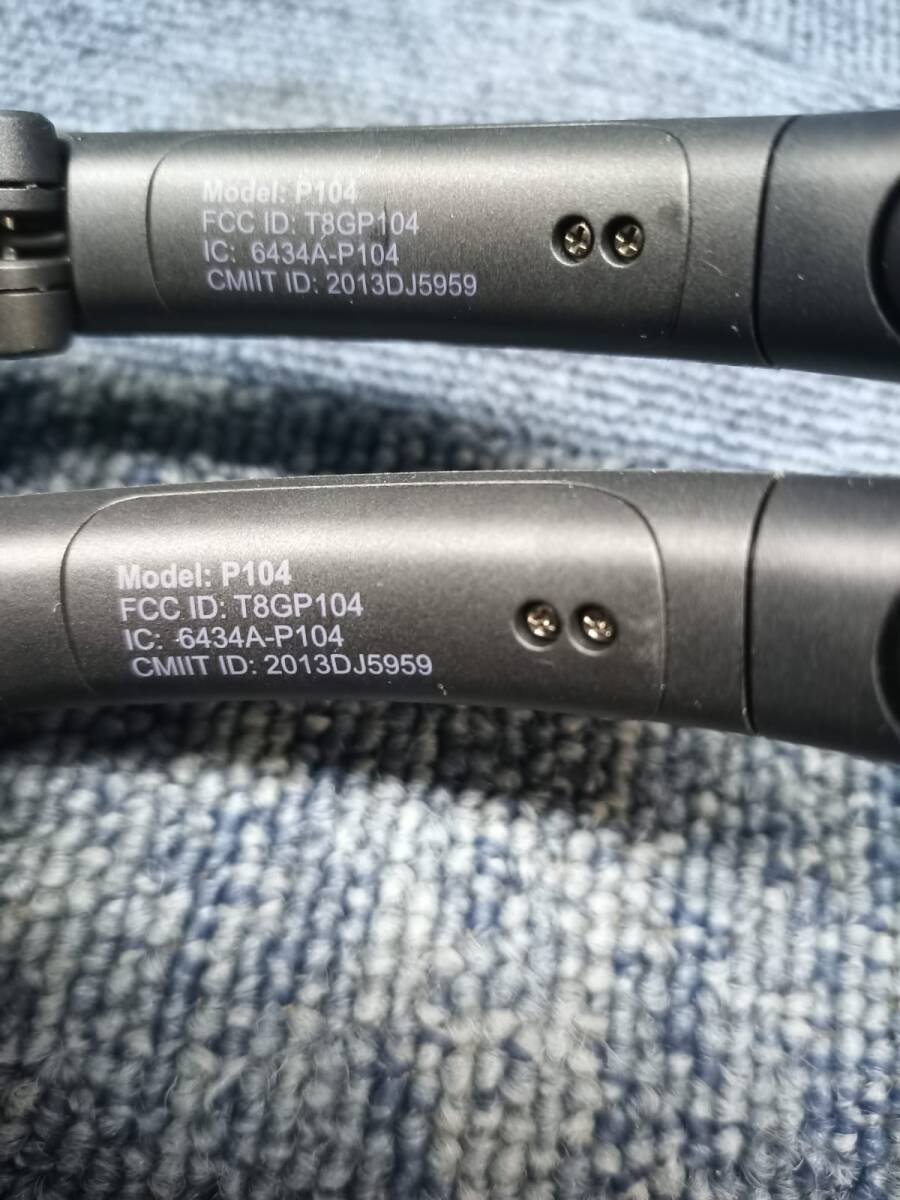 Model: P104
FCC ID: T8GP104
IC: 6434A-P104
CMIIT ID: 2013DJ5959
Model: P104
FCC ID: T8GP104
IC: 6434A-P104
CMIIT ID: 2013DJ5959